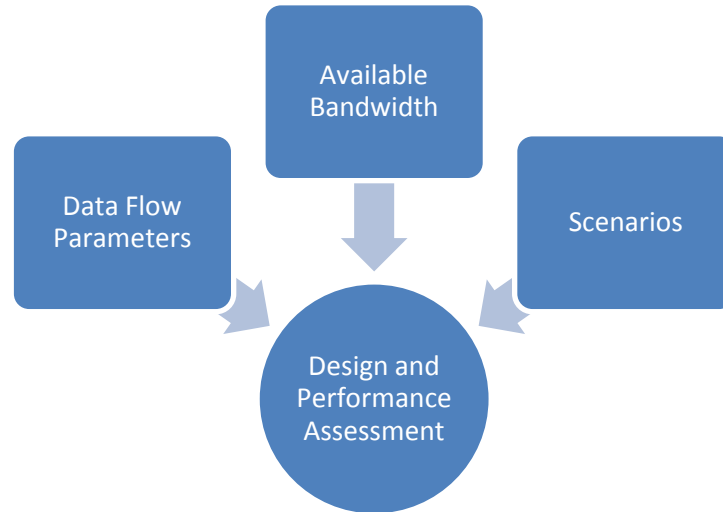 Available
Bandwidth
Data Flow
Parameters
Scenarios
Design and
Performance
Assessment